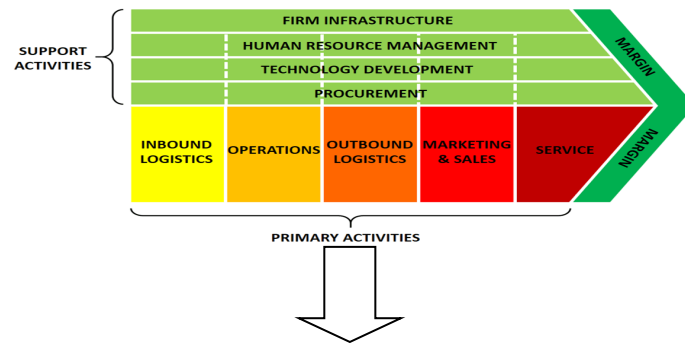 FIRM INFRASTRUCTURE
SUPPORT
ACTIVITIES
HUMAN RESOURCE MANAGEMENT
TECHNOLOGY DEVELOPMENT
PROCUREMENT
MARGIN
INBOUND
LOGISTICS
OPERATIONS
OUTBOUND
LOGISTICS
MARKETING
& SALES
SERVICE
MARGIN
PRIMARY ACTIVITIES